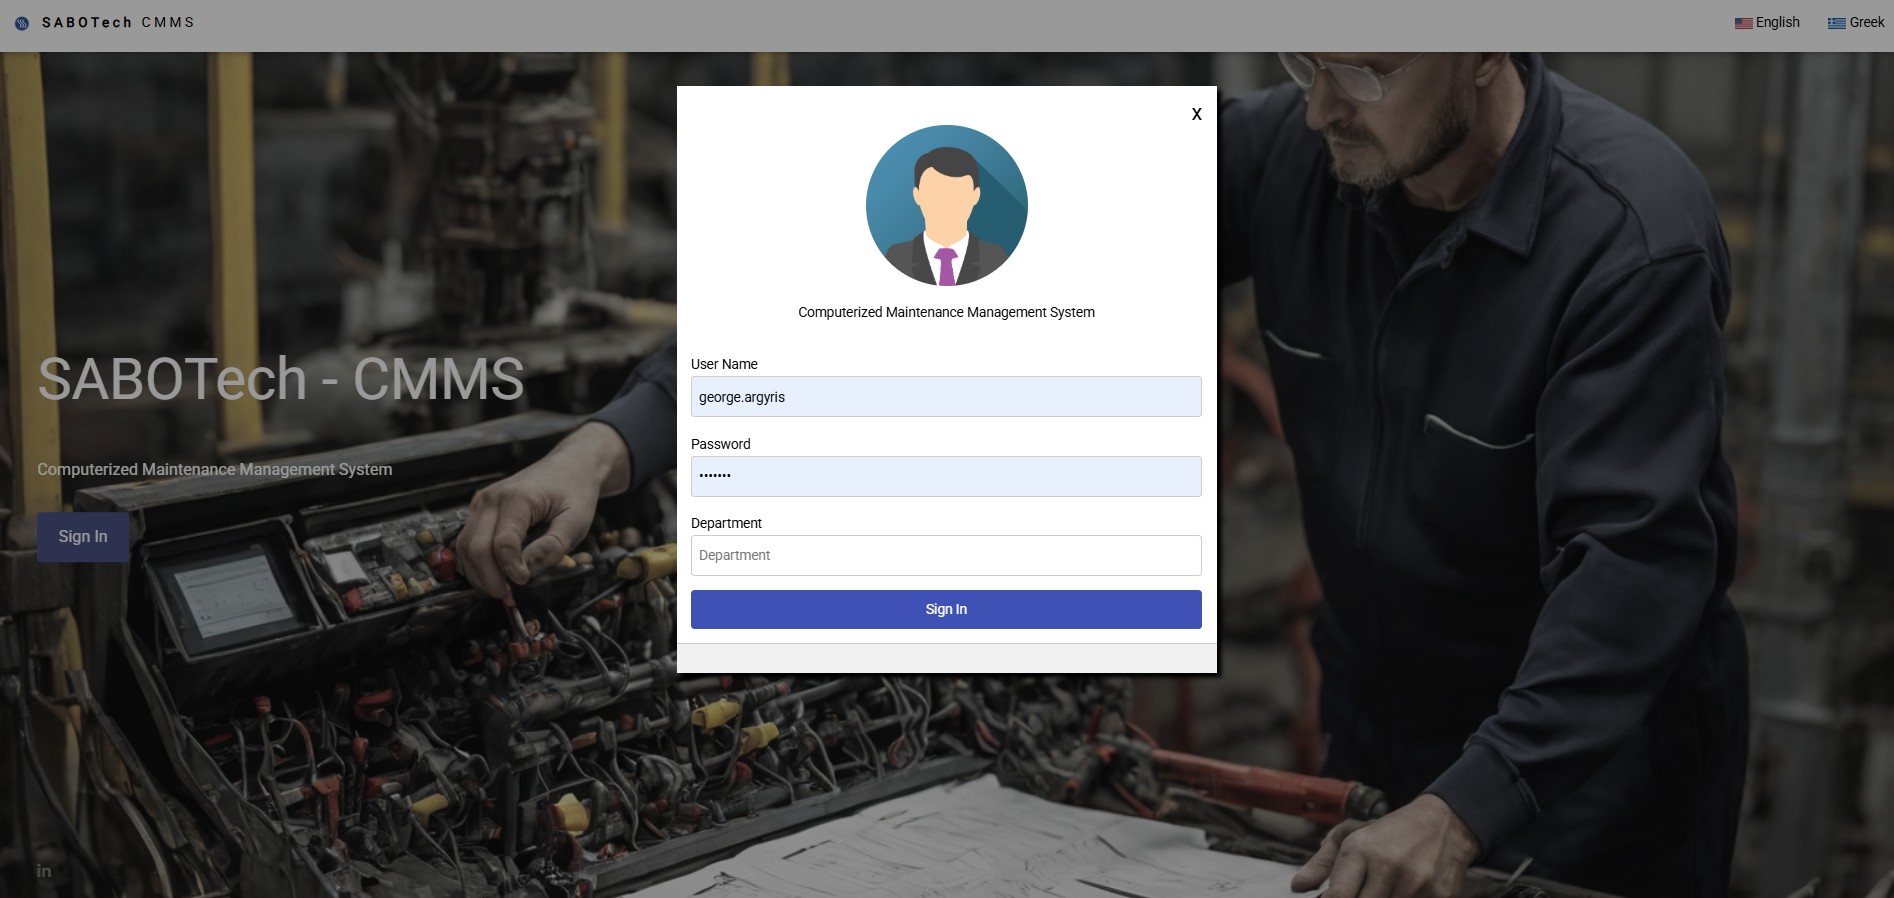 SABOTech CMMS
English
Greek
X
Computerized Maintenance Management System
User Name
george.argyris
Password
•••••••
Department
Department
Sign In
SABOTech - CMMS
Computerized Maintenance Management System
Sign In
in